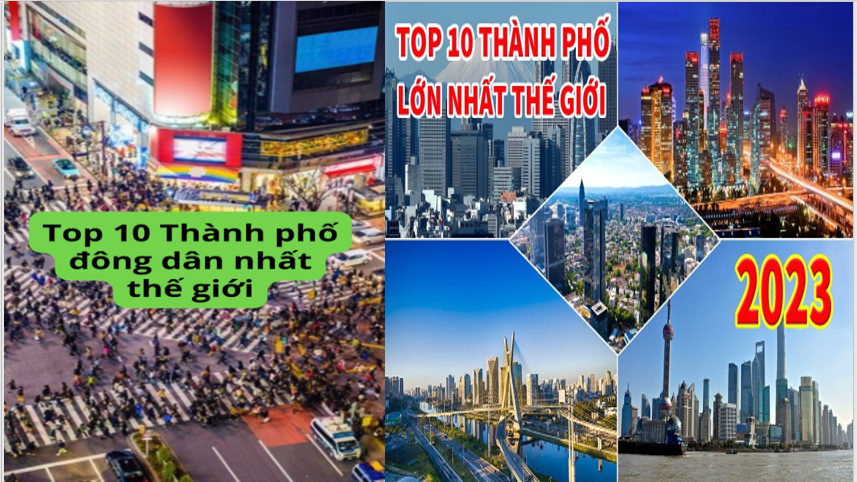 Top 10 Thành phố
đông dân nhất
thế giới
TOP 10 THÀNH PHỐ
LỚN NHẤT THẾ GIỚI
2023